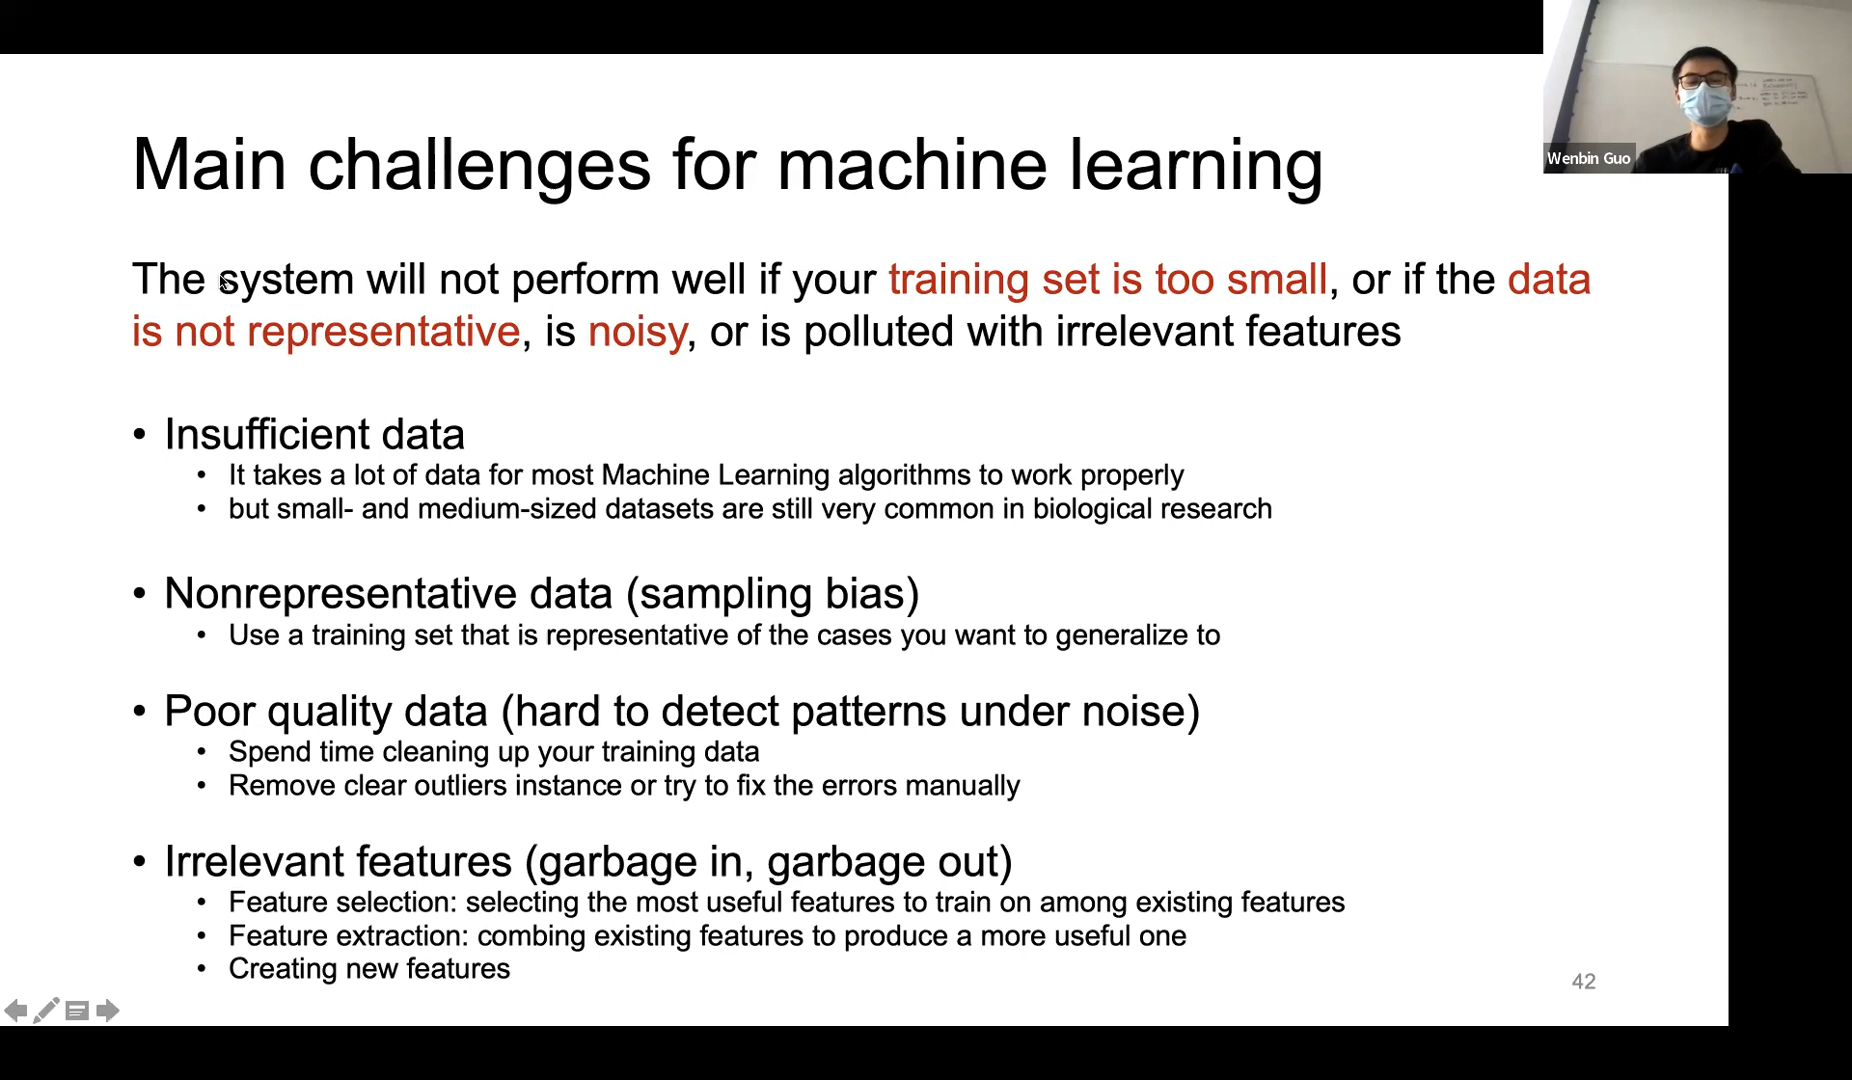 Main challenges for machine learning
Wenbin Guo
The system will not perform well if your training set is too small, or if the data
is not representative, is noisy, or is polluted with irrelevant features
• Insufficient data
• It takes a lot of data for most Machine Learning algorithms to work properly
• but small- and medium-sized datasets are still very common in biological research
• Nonrepresentative data (sampling bias)
• Use a training set that is representative of the cases you want to generalize to
• Poor quality data (hard to detect patterns under noise)
• Spend time cleaning up your training data
• Remove clear outliers instance or try to fix the errors manually
• Irrelevant features (garbage in, garbage out)
• Feature selection: selecting the most useful features to train on among existing features
• Feature extraction: combing existing features to produce a more useful one
• Creating new features
42